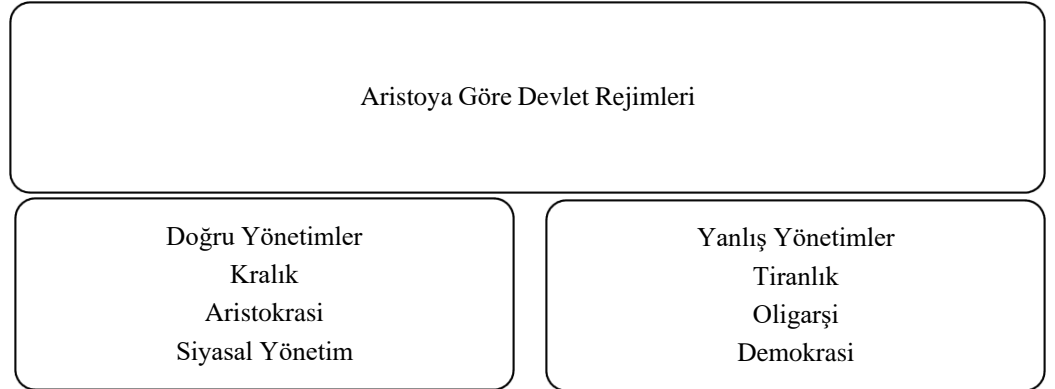 Aristoya Göre Devlet Rejimleri
Doğru Yönetimler
Kralık
Aristokrasi
Siyasal Yönetim
Yanlış Yönetimler
Tiranlık
Oligarşi
Demokrasi